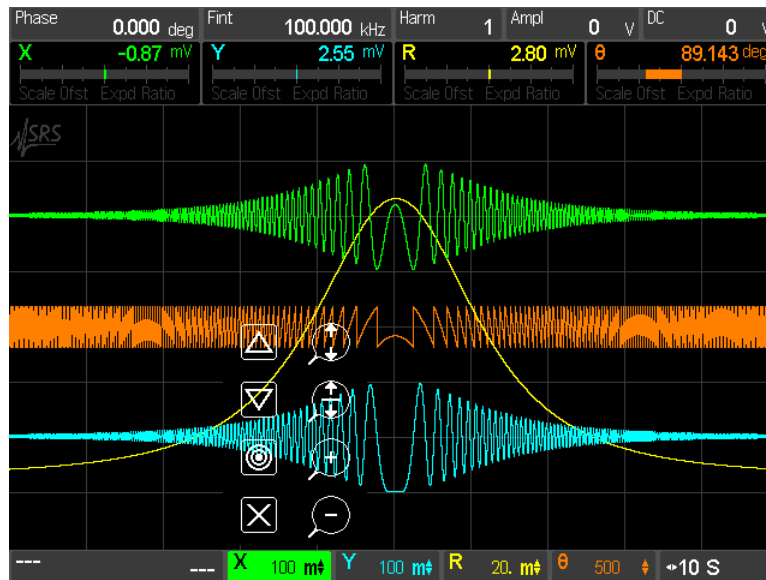 Phase 0.000 deg Fint 100.000 kHz Harm 1 Ampl 0 V DC 0 V
X -0.87 mV Y 2.55 mV R 2.80 mV θ 89.143 deg
Scale Ofst Expd Ratio Scale Ofst Expd Ratio Scale Ofst Expd Ratio Scale Ofst Expd Ratio
SRS
--- --- X 100 m Y 100 m R 20. m θ 500 10 S